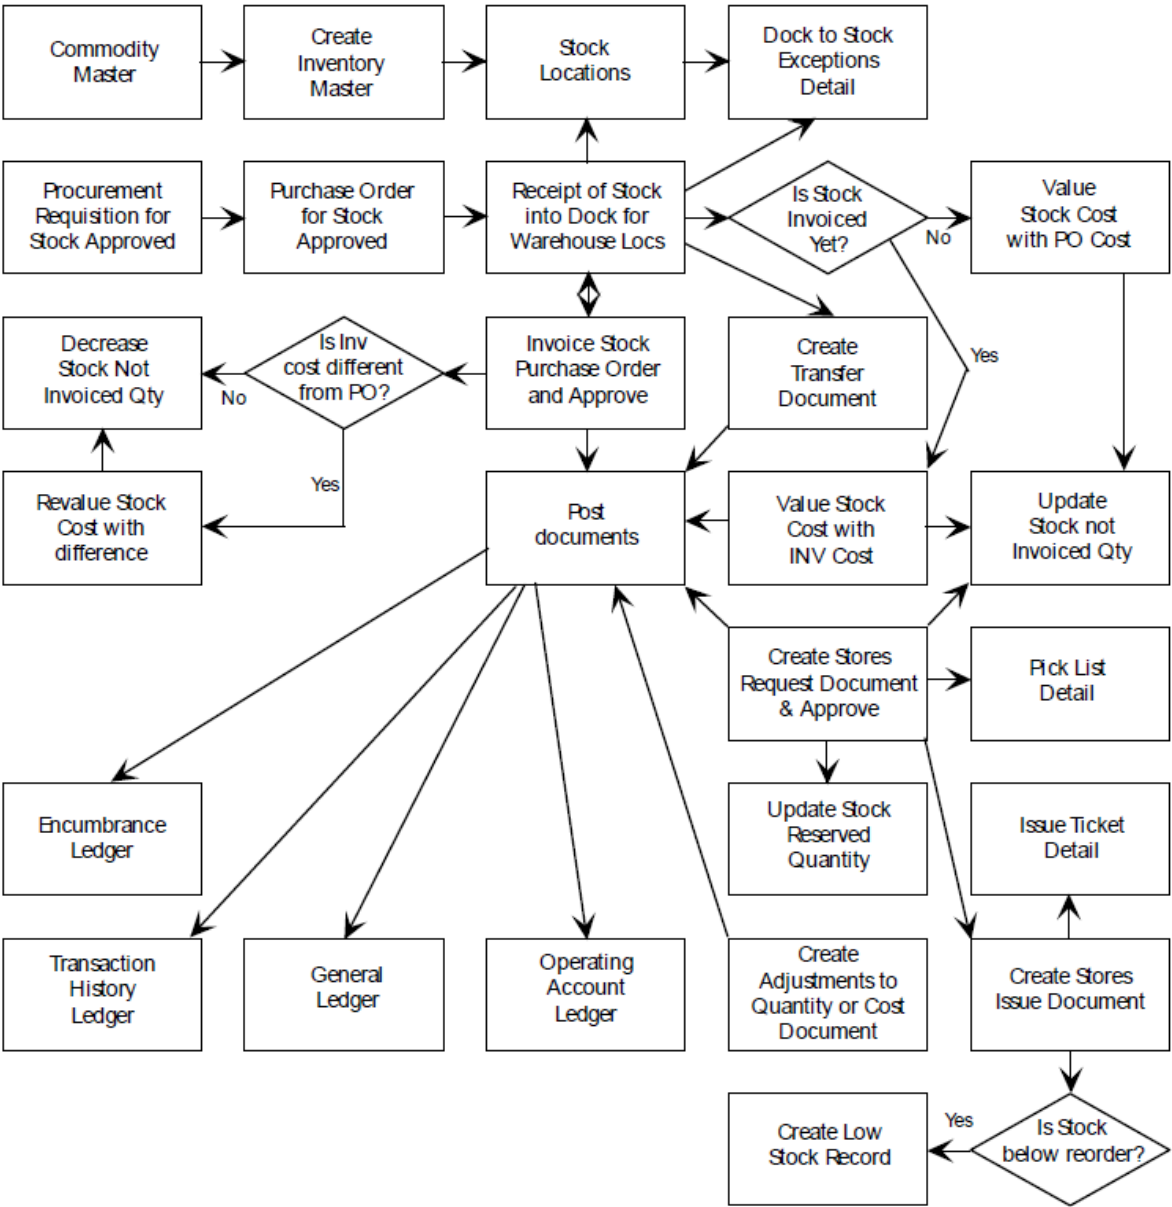 Commodity
Master
Create
Inventory
Master
Stock
Locations
Dock to Stock
Exceptions
Detail
Procurement
Requisition for
Stock Approved
Purchase Order
for Stock
Approved
Receipt of Stock
into Dock for
Warehouse Locs
Is Stock
Invoiced
Yet?
No
Value
Stock Cost
with PO Cost
Decrease
Stock Not
Invoiced Qty
No
Is Inv
cost different
from PO?
Invoice Stock
Purchase Order
and Approve
Create
Transfer
Document
Yes
Revalue Stock
Cost with
difference
Yes
Post
documents
Value Stock
Cost with
INV Cost
Update
Stock not
Invoiced Qty
Create Stores
Request Document
& Approve
Pick List
Detail
Encumbrance
Ledger
Update Stock
Reserved
Quantity
Issue Ticket
Detail
Transaction
History
Ledger
General
Ledger
Operating
Account
Ledger
Create
Adjustments to
Quantity or Cost
Document
Create Stores
Issue Document
Create Low
Stock Record
Yes
Is Stock
below reorder?